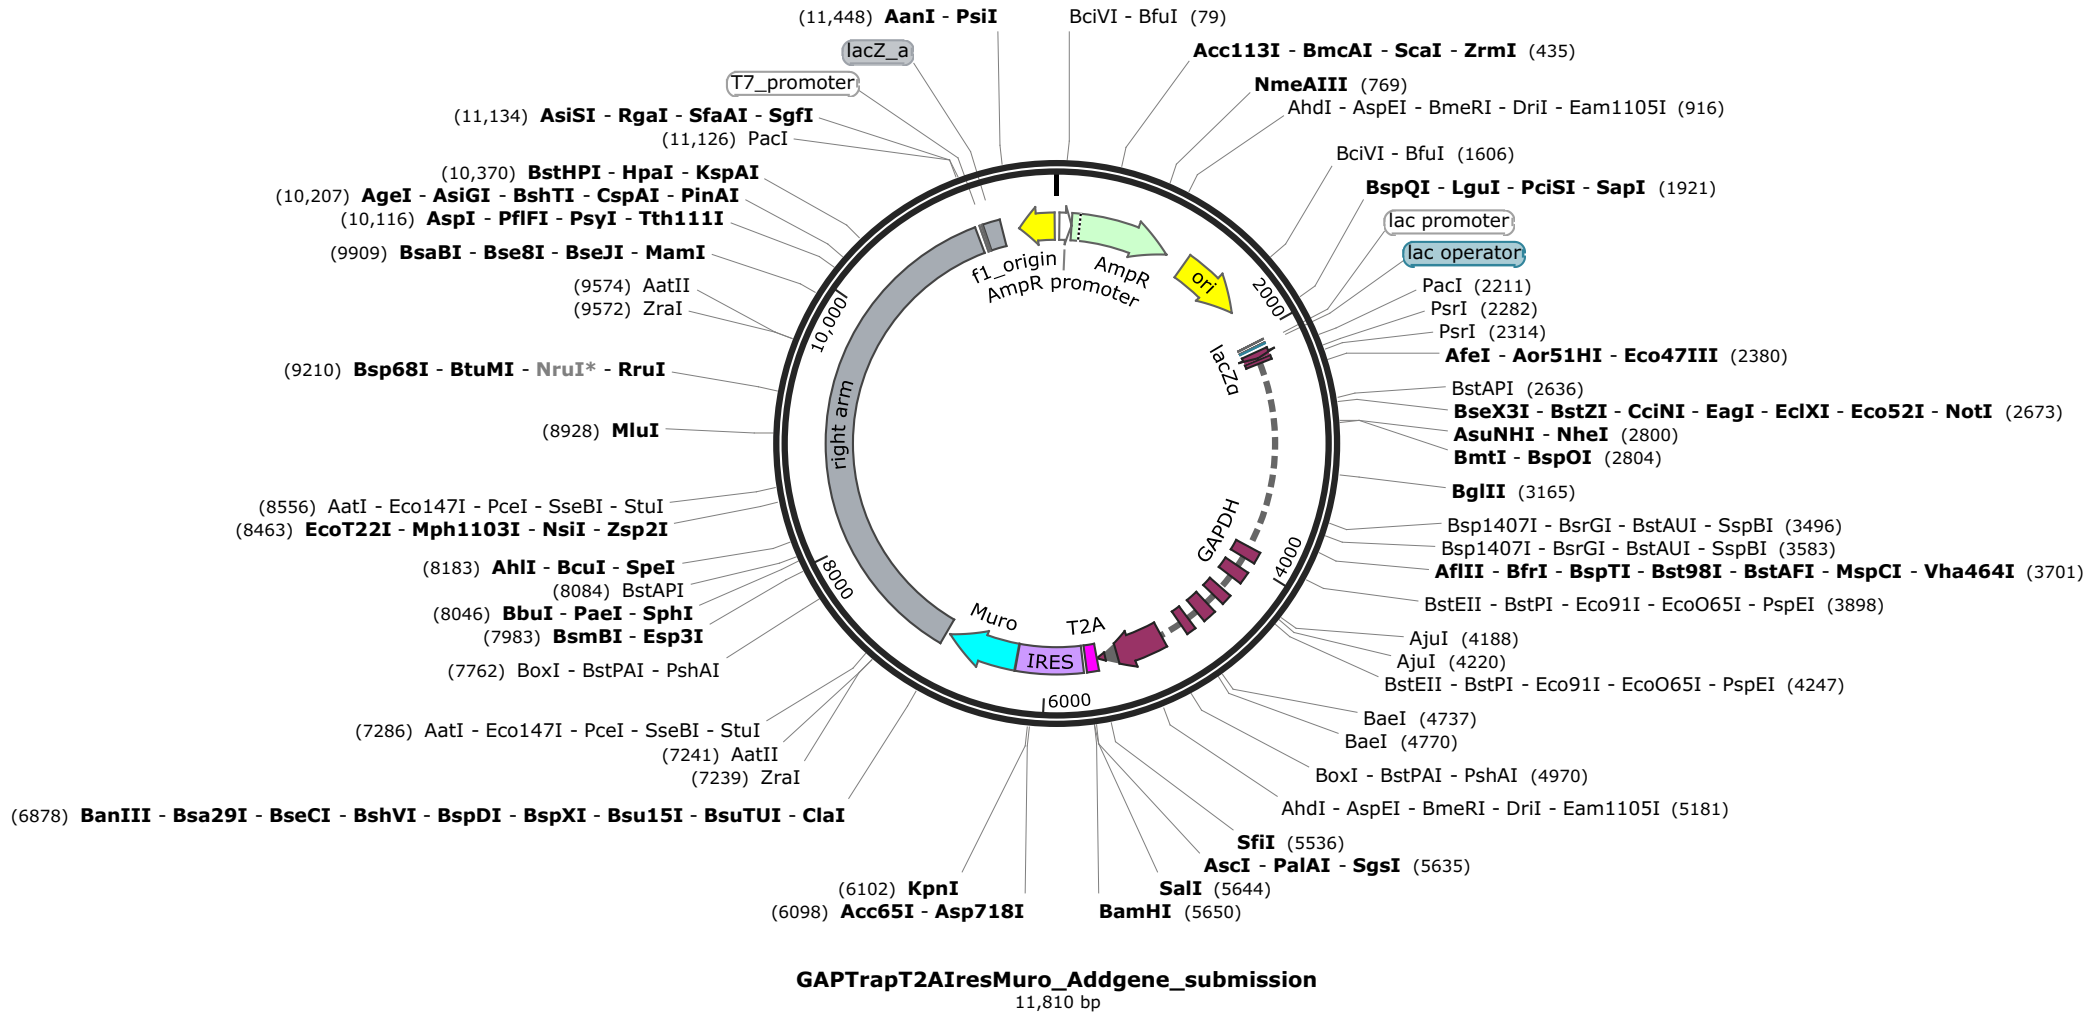 (11,448) AanI - PsiI
BciVI - BfuI (79)
lacZ_a
Acc113I - BmcAI - ScaI - ZrmI (435)
T7_promoter
NmeAIII (769)
(11,134) AsiSI - RgaI - SfaAI - SgfI
AhdI - AspEI - BmeRI - DriI - Eam1105I (916)
(11,126) PacI
BciVI - BfuI (1606)
(10,370) BstHPI - HpaI - KspAI
BspQI - LguI - PciSI - SapI (1921)
(10,207) AgeI - AsiGI - BshTI - CspAI - PinAI
(10,116) AspI - PflFI - PsyI - Tth111I
lac promoter
(9909) BsaBI - Bse8I - BseJI - MamI
lac operator
(9574) AatII
PacI (2211)
(9572) ZraI
PsrI (2282)
PsrI (2314)
AfeI - Aor51HI - Eco47III (2380)
(9210) Bsp68I - BtuMI - NruI* - RruI
BstAPI (2636)
BseX3I - BstZI - CciNI - EagI - EclXI - Eco52I - NotI (2673)
(8928) MluI
AsuNHI - NheI (2800)
BmtI - BspOI (2804)
BglII (3165)
(8556) AatI - Eco147I - PceI - SseBI - StuI
Bsp1407I - BsrGI - BstAUI - SspBI (3496)
(8463) EcoT22I - Mph1103I - NsiI - Zsp2I
Bsp1407I - BsrGI - BstAUI - SspBI (3583)
(8183) AhlI - BcuI - SpeI
AflII - BfrI - BspTI - Bst98I - BstAFI - MspCI - Vha464I (3701)
(8084) BstAPI
BstEII - BstPI - Eco91I - EcoO65I - PspEI (3898)
(8046) BbuI - PaeI - SphI
(7983) BsmBI - Esp3I
AjuI (4188)
AjuI (4220)
(7762) BoxI - BstPAI - PshAI
BstEII - BstPI - Eco91I - EcoO65I - PspEI (4247)
BaeI (4737)
(7286) AatI - Eco147I - PceI - SseBI - StuI
BaeI (4770)
(7241) AatII
(7239) ZraI
BoxI - BstPAI - PshAI (4970)
(6878) BanIII - Bsa29I - BseCI - BshVI - BspDI - BspXI - Bsu15I - BsuTUI - ClaI
AhdI - AspEI - BmeRI - DriI - Eam1105I (5181)
SfiI (5536)
AscI - PalAI - SgsI (5635)
(6102) KpnI
SalI (5644)
(6098) Acc65I - Asp718I
BamHI (5650)
f1_origin
AmpR promoter
AmpR
ori
2000
lacZα
GAPDH
4000
T2A
IRES
6000
Muro
8000
right arm
10,000
GAPTrapT2AIresMuro_Addgene_submission
11,810 bp